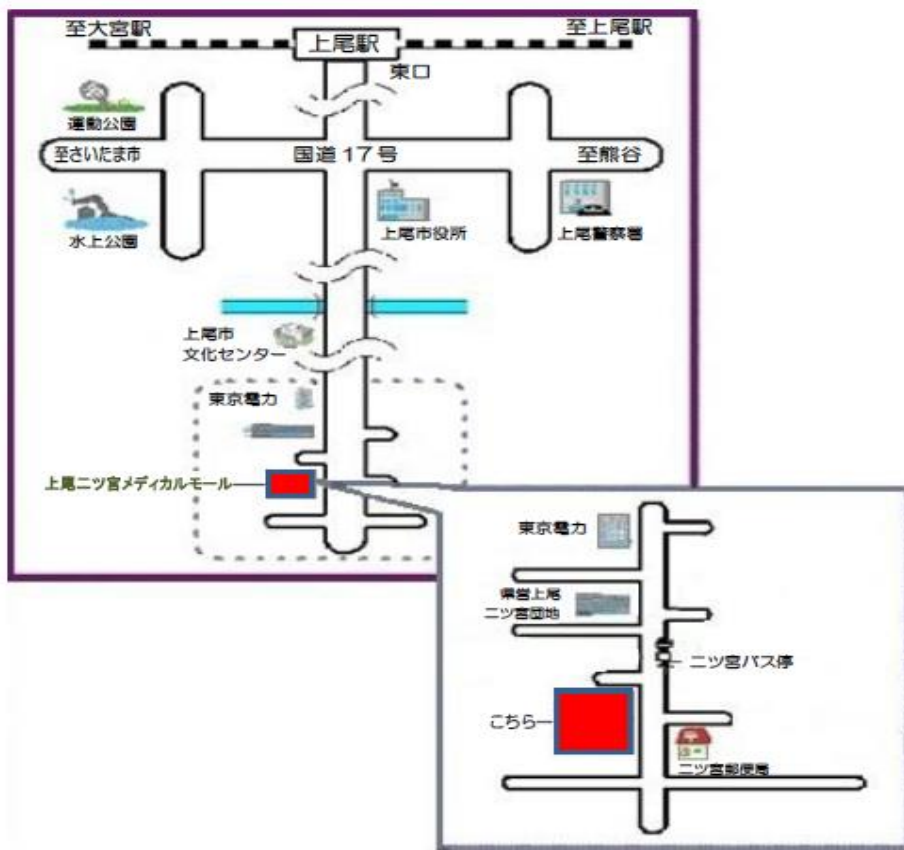 至大宮駅
上尾駅
至上尾駅
東口
運動公園
至さいたま市
国道17号
至熊谷
水上公園
上尾市役所
上尾警察署
上尾市
文化センター
東京電力
上尾二ツ宮メディカルモール
東京電力
県営上尾
二ツ宮団地
二ツ宮バス停
こちら
二ツ宮郵便局